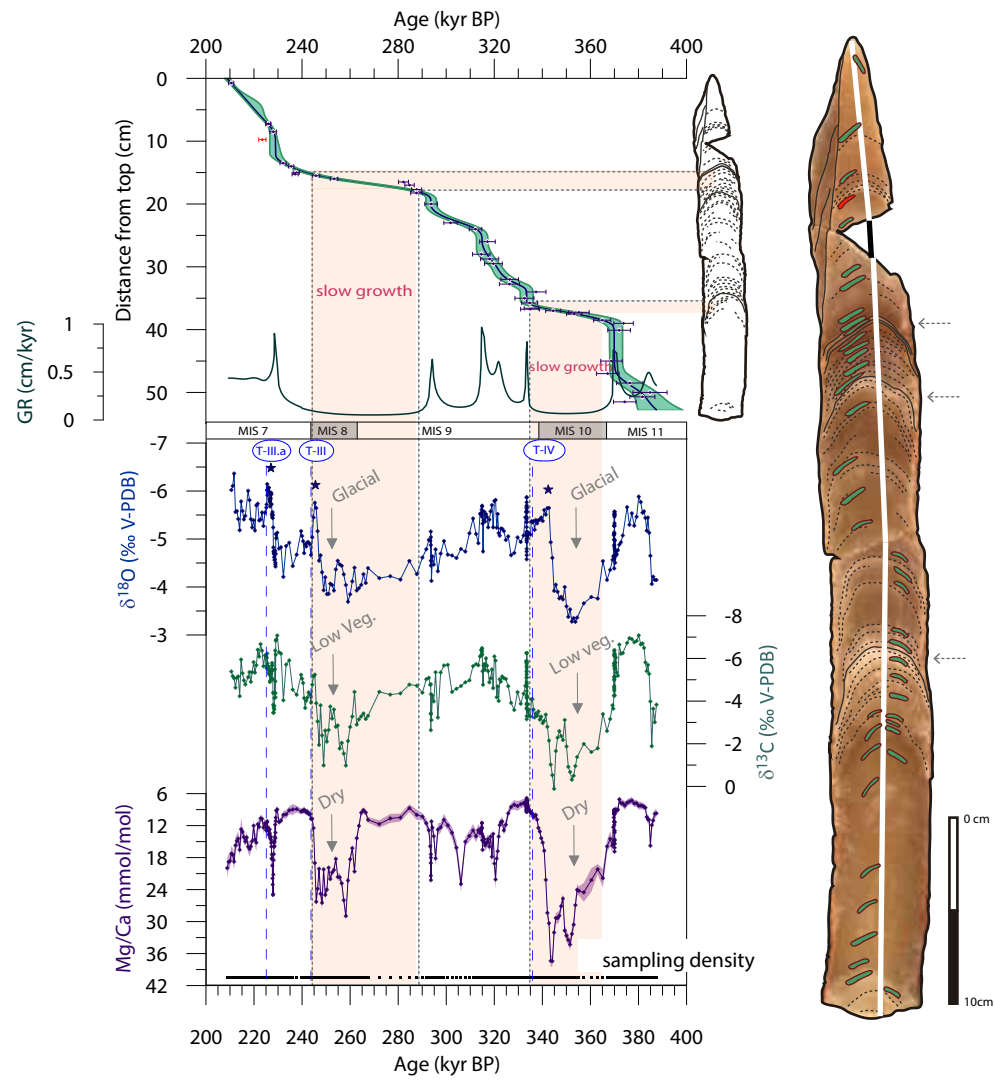 Age (kyr BP)
200 240 280 320 360 400
0
10
20
30
40
50
Distance from top (cm)
slow growth
slow growth
1
0.5
0
GR (cm/kyr)
MIS 7 MIS 8 MIS 9 MIS 10 MIS 11
T-III.a T-III T-IV
-7
-6
-5
-4
-3
δ18O (‰ V-PDB)
Glacial Glacial
Low Veg. Low veg.
-8
-6
-4
-2
0
δ13C (‰ V-PDB)
6
12
18
24
30
36
42
Mg/Ca (mmol/mol)
Dry Dry
sampling density
200 220 240 260 280 300 320 340 360 380 400
Age (kyr BP)
0 cm
10cm